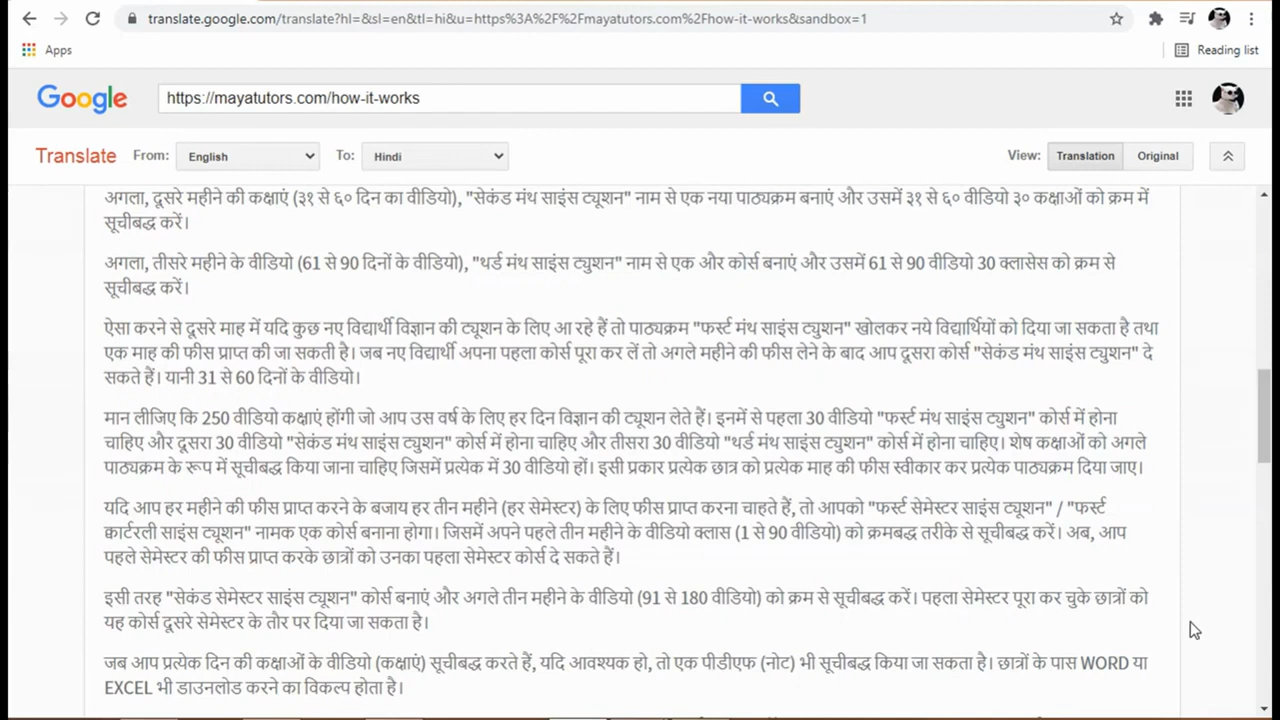 translate.google.com/translate?hl=&sl=en&tl=hi&u=https%3A%2F%2Fmayatutors.com%2Fhow-it-works&sandbox=1
Apps
Reading list
Google
https://mayatutors.com/how-it-works
Translate From: English To: Hindi View: Translation Original
अगला, दूसरे महीने की कक्षाएं (३१ से ६० दिन का वीडियो), "सेकंड मंथ साइंस ट्यूशन" नाम से एक नया पाठ्यक्रम बनाएं और उसमें ३१ से ६० वीडियो ३० कक्षाओं को क्रम में
सूचीबद्ध करें।
अगला, तीसरे महीने के वीडियो (61 से 90 दिनों के वीडियो), "थर्ड मंथ साइंस ट्युशन" नाम से एक और कोर्स बनाएं और उसमें 61 से 90 वीडियो 30 क्लासेस को क्रम से
सूचीबद्ध करें।
ऐसा करने से दूसरे माह में यदि कुछ नए विद्यार्थी विज्ञान की ट्यूशन के लिए आ रहे हैं तो पाठ्यक्रम "फर्स्ट मंथ साइंस ट्युशन" खोलकर नये विद्यार्थियों को दिया जा सकता है तथा
एक माह की फीस प्राप्त की जा सकती है। जब नए विद्यार्थी अपना पहला कोर्स पूरा कर लें तो अगले महीने की फीस लेने के बाद आप दूसरा कोर्स "सेकंड मंथ साइंस ट्युशन" दे
सकते हैं। यानी 31 से 60 दिनों के वीडियो।
मान लीजिए कि 250 वीडियो कक्षाएं होंगी जो आप उस वर्ष के लिए हर दिन विज्ञान की ट्यूशन लेते हैं। इनमें से पहला 30 वीडियो "फर्स्ट मंथ साइंस ट्युशन" कोर्स में होना
चाहिए और दूसरा 30 वीडियो "सेकंड मंथ साइंस ट्युशन" कोर्स में होना चाहिए और तीसरा 30 वीडियो "थर्ड मंथ साइंस ट्युशन" कोर्स में होना चाहिए। शेष कक्षाओं को अगले
पाठ्यक्रम के रूप में सूचीबद्ध किया जाना चाहिए जिसमें प्रत्येक में 30 वीडियो हों। इसी प्रकार प्रत्येक छात्र को प्रत्येक माह की फीस स्वीकार कर प्रत्येक पाठ्यक्रम दिया जाए।
यदि आप हर महीने की फीस प्राप्त करने के बजाय हर तीन महीने (हर सेमेस्टर) के लिए फीस प्राप्त करना चाहते हैं, तो आपको "फर्स्ट सेमेस्टर साइंस ट्यूशन" / "फर्स्ट
क्वार्टरली साइंस ट्यूशन" नामक एक कोर्स बनाना होगा। जिसमें अपने पहले तीन महीने के वीडियो क्लास (1 से 90 वीडियो) को क्रमबद्ध तरीके से सूचीबद्ध करें। अब, आप
पहले सेमेस्टर की फीस प्राप्त करके छात्रों को उनका पहला सेमेस्टर कोर्स दे सकते हैं।
इसी तरह "सेकंड सेमेस्टर साइंस ट्यूशन" कोर्स बनाएं और अगले तीन महीने के वीडियो (91 से 180 वीडियो) को क्रम से सूचीबद्ध करें। पहला सेमेस्टर पूरा कर चुके छात्रों को
यह कोर्स दूसरे सेमेस्टर के तौर पर दिया जा सकता है।
जब आप प्रत्येक दिन की कक्षाओं के वीडियो (कक्षाएं) सूचीबद्ध करते हैं, यदि आवश्यक हो, तो एक पीडीएफ (नोट) भी सूचीबद्ध किया जा सकता है। छात्रों के पास WORD या
EXCEL भी डाउनलोड करने का विकल्प होता है।